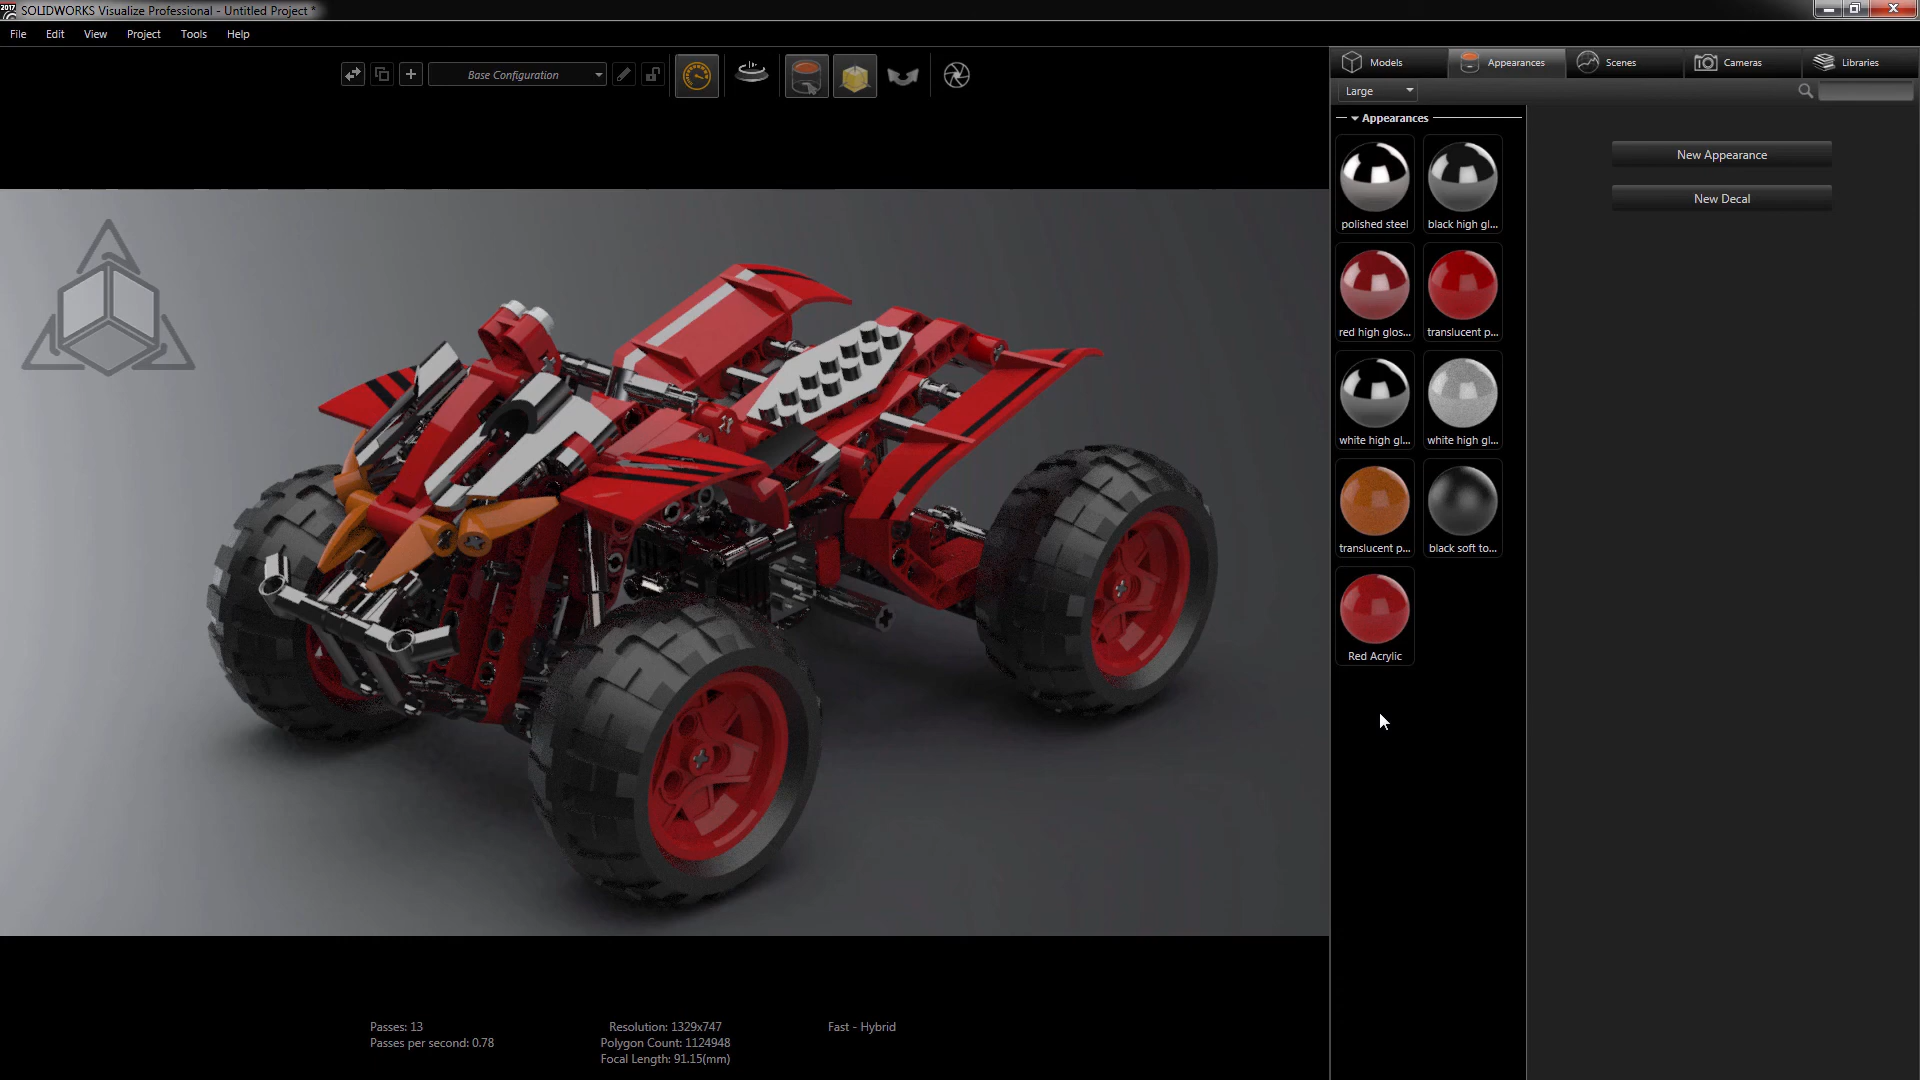 2017
SOLIDWORKS Visualize Professional - Untitled Project *
File Edit View Project Tools Help
Base Configuration
Models Appearances Scenes Cameras Libraries
Large
Appearances
polished steel black high gl...
red high glos... translucent p...
white high gl... white high gl...
translucent p... black soft to...
Red Acrylic
New Appearance
New Decal
Passes: 13
Passes per second: 0.78
Resolution: 1329x747
Polygon Count: 1124948
Focal Length: 91.15(mm)
Fast - Hybrid